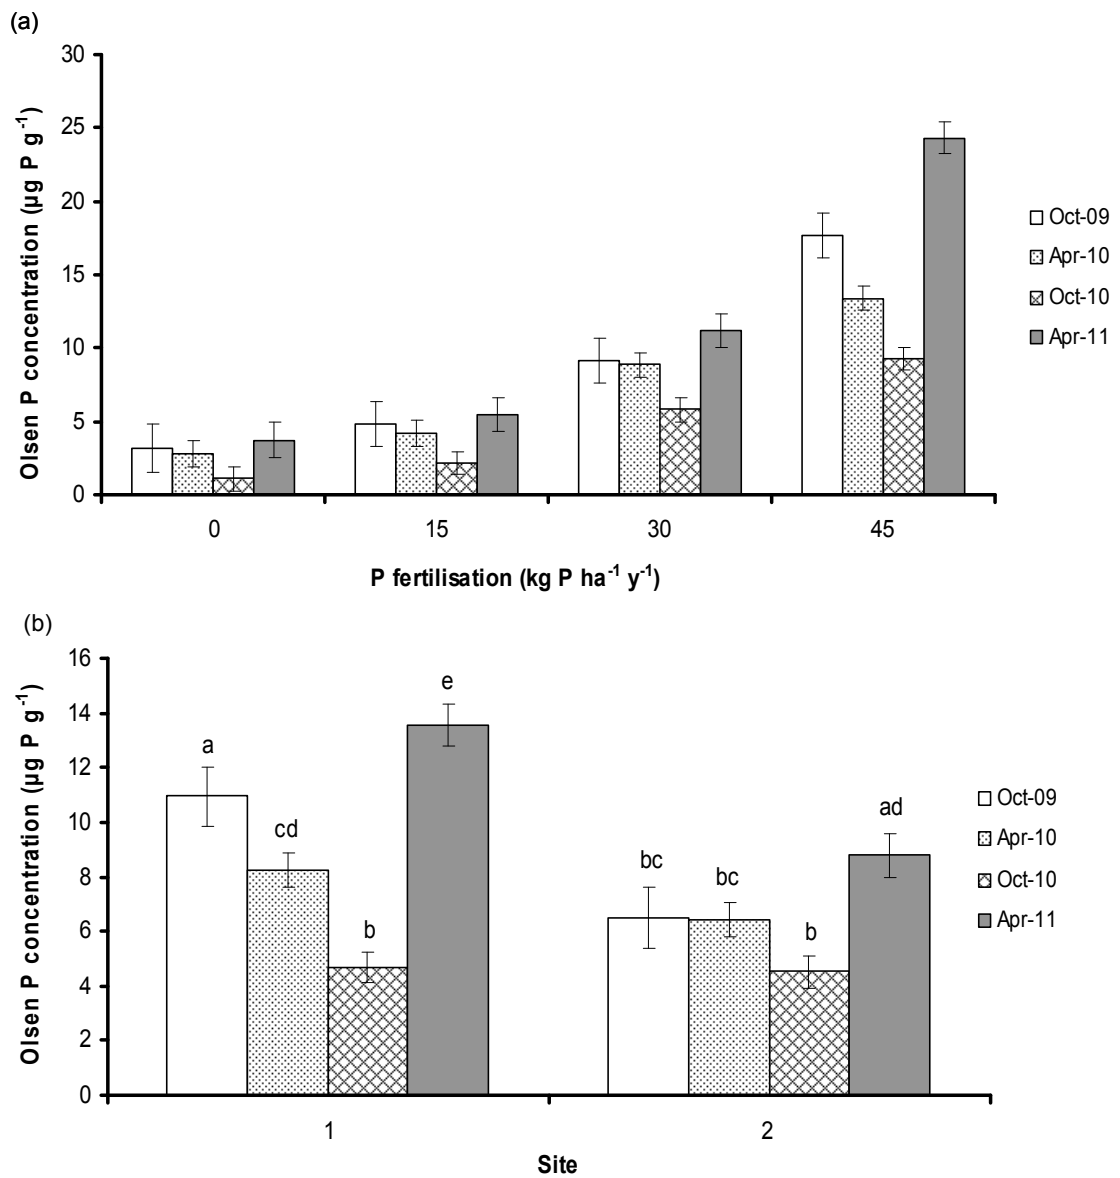 (a)
30
25
20
15
10
5
0
Olsen P concentration (µg P g⁻¹)
0 15 30 45
P fertilisation (kg P ha⁻¹ y⁻¹)
Oct-09
Apr-10
Oct-10
Apr-11
(b)
16
14
12
10
8
6
4
2
0
Olsen P concentration (µg P g⁻¹)
a cd b e bc bc b ad
1 2
Site
Oct-09
Apr-10
Oct-10
Apr-11